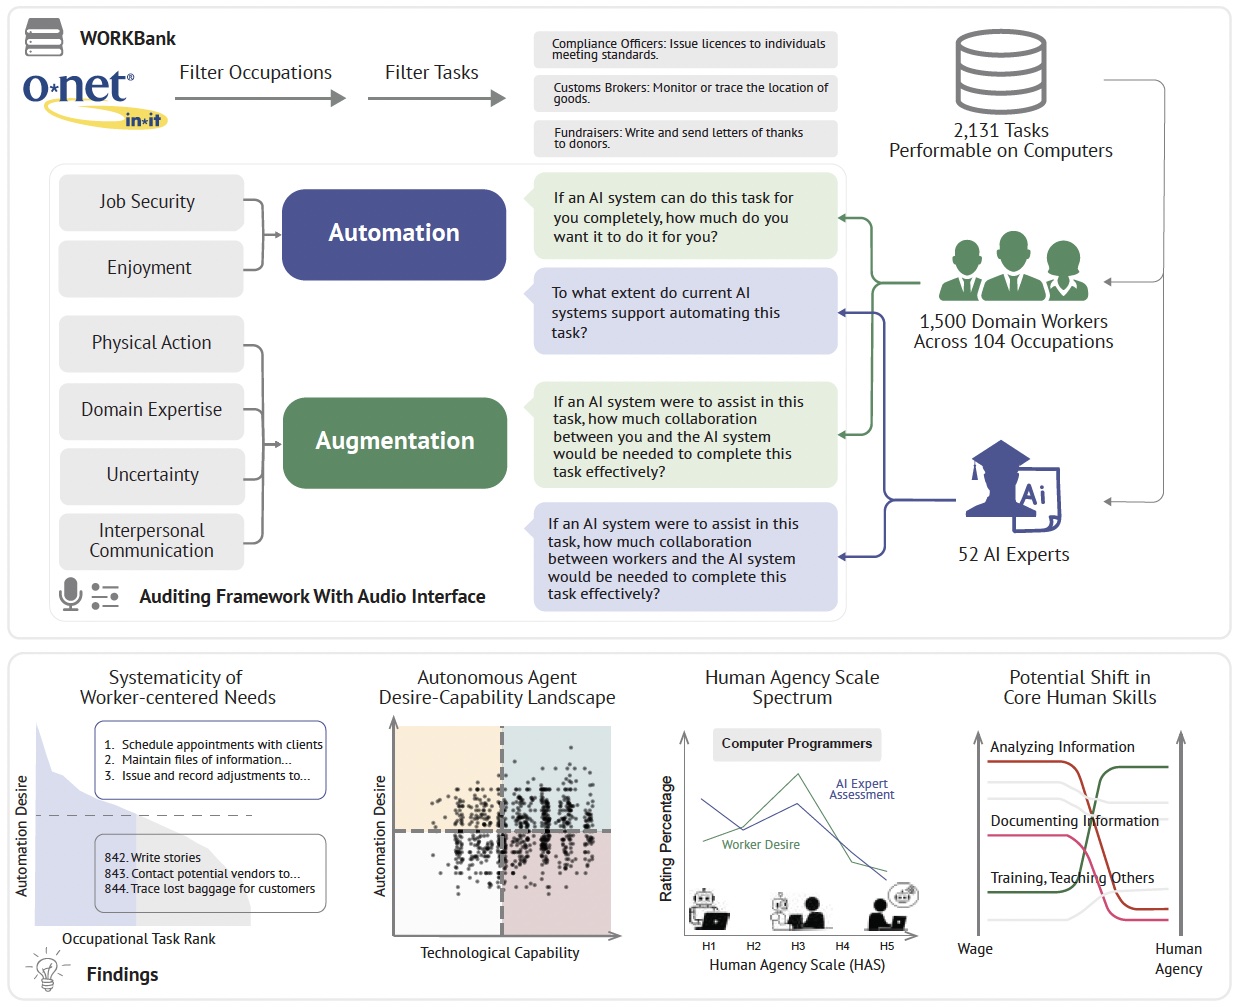 WORKBank
o*net®
in*it
Filter Occupations
Filter Tasks
Compliance Officers: Issue licences to individuals
meeting standards.
Customs Brokers: Monitor or trace the location of
goods.
Fundraisers: Write and send letters of thanks
to donors.
2,131 Tasks
Performable on Computers
Job Security
Enjoyment
Automation
If an AI system can do this task for
you completely, how much do you
want it to do it for you?
To what extent do current AI
systems support automating this
task?
1,500 Domain Workers
Across 104 Occupations
Physical Action
Domain Expertise
Uncertainty
Interpersonal
Communication
Augmentation
If an AI system were to assist in this
task, how much collaboration
between you and the AI system
would be needed to complete this
task effectively?
If an AI system were to assist in this
task, how much collaboration
between workers and the AI system
would be needed to complete this
task effectively?
Ai
52 AI Experts
Auditing Framework With Audio Interface
Systematicity of
Worker-centered Needs
Automation Desire
1. Schedule appointments with clients
2. Maintain files of information...
3. Issue and record adjustments to...
842. Write stories
843. Contact potential vendors to...
844. Trace lost baggage for customers
Occupational Task Rank
Findings
Autonomous Agent
Desire-Capability Landscape
Automation Desire
Technological Capability
Human Agency Scale
Spectrum
Computer Programmers
Rating Percentage
AI Expert
Assessment
Worker Desire
H1 H2 H3 H4 H5
Human Agency Scale (HAS)
Potential Shift in
Core Human Skills
Analyzing Information
Documenting Information
Training, Teaching Others
Wage
Human
Agency